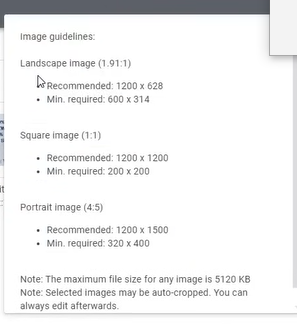 Image guidelines:
Landscape image (1.91:1)
Recommended: 1200 x 628
Min. required: 600 x 314
Square image (1:1)
Recommended: 1200 x 1200
Min. required: 200 x 200
Portrait image (4:5)
Recommended: 1200 x 1500
Min. required: 320 x 400
Note: The maximum file size for any image is 5120 KB
Note: Selected images may be auto-cropped. You can
always edit afterwards.